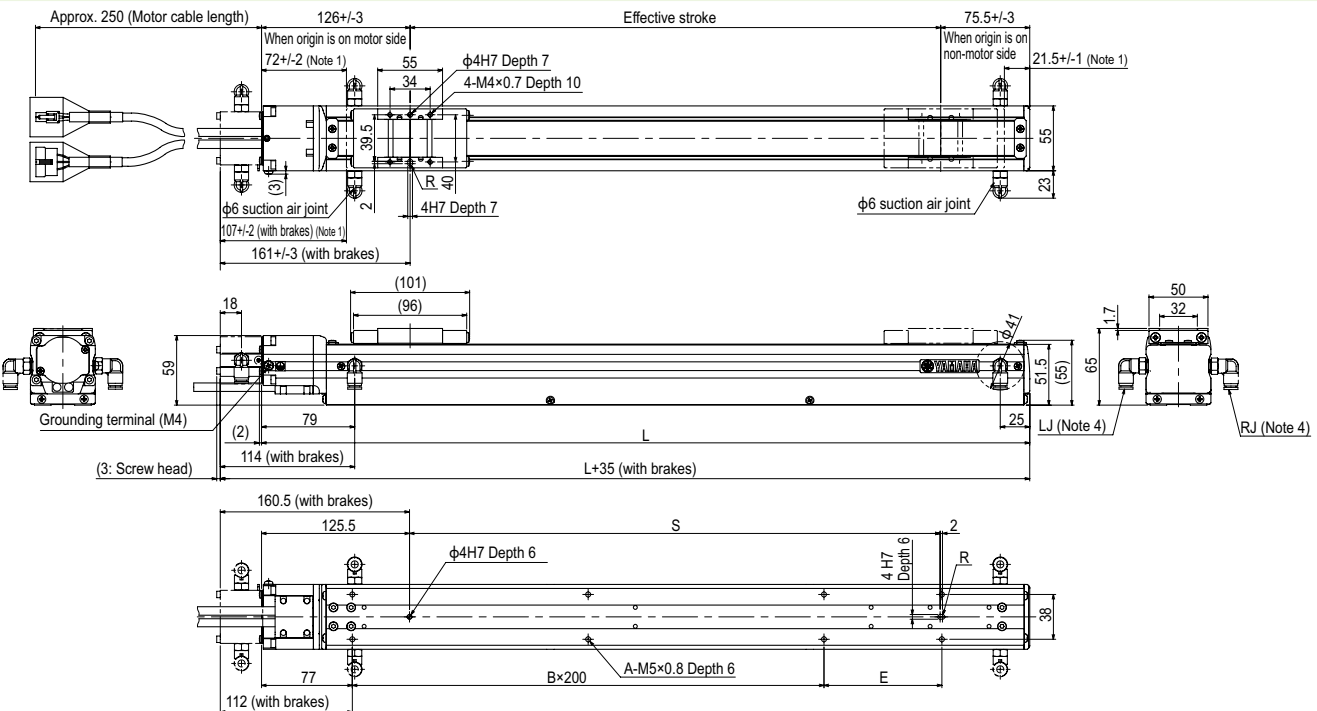 Approx. 250 (Motor cable length)
126+/-3
Effective stroke
75.5+/-3
When origin is on motor side
When origin is on
non-motor side
72+/-2 (Note 1)
21.5+/-1 (Note 1)
55
ϕ4H7 Depth 7
34
4-M4×0.7 Depth 10
39.5
40
55
23
(3)
2
R
ϕ6 suction air joint
4H7 Depth 7
ϕ6 suction air joint
107+/-2 (with brakes) (Note 1)
161+/-3 (with brakes)
(101)
(96)
18
59
ϕ41
YAMAHA
51.5
(55)
50
32
1.7
65
Grounding terminal (M4)
79
25
LJ (Note 4)
RJ (Note 4)
(2)
L
114 (with brakes)
(3: Screw head)
L+35 (with brakes)
160.5 (with brakes)
125.5
S
2
ϕ4H7 Depth 6
4 H7
Depth 6
R
38
A-M5×0.8 Depth 6
77
B×200
E
112 (with brakes)